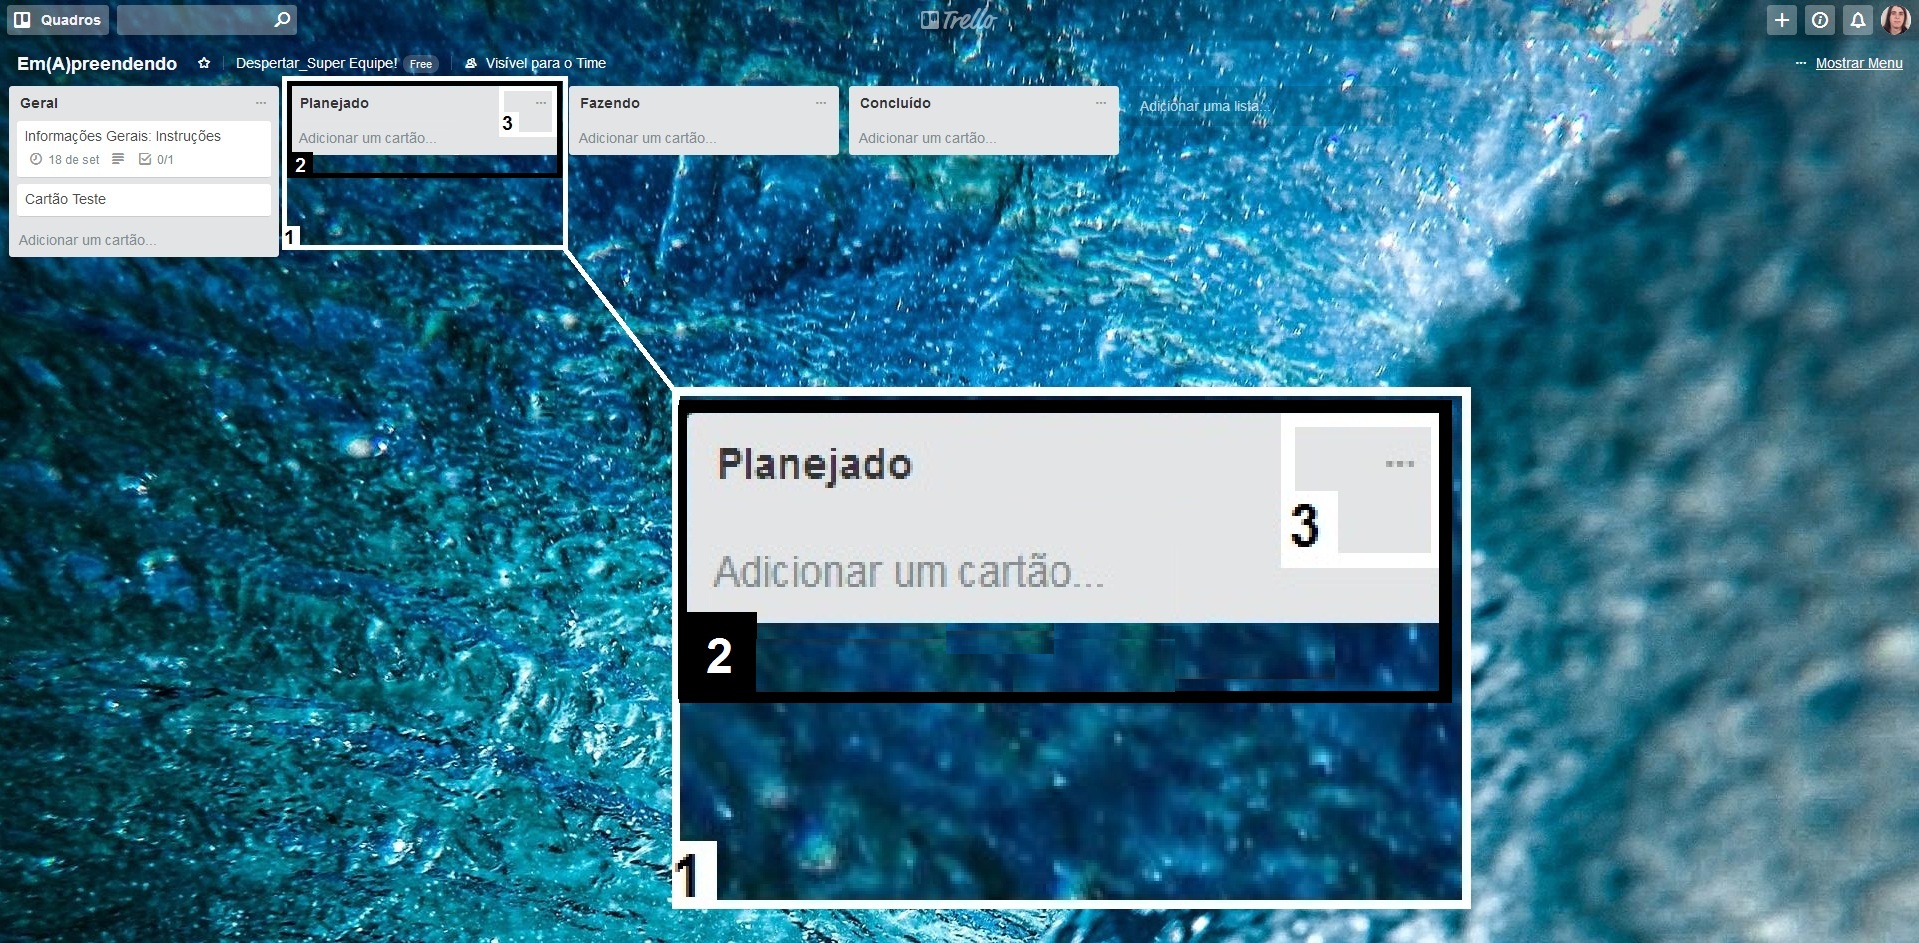 Quadros
Trello
Em(A)preendendo Despertar_Super Equipe! Free Visível para o Time ... Mostrar Menu
Geral ...
Informações Gerais: Instruções
18 de set 0/1
Cartão Teste
Adicionar um cartão...
Planejado ...
3
Adicionar um cartão...
2
1
Fazendo ...
Adicionar um cartão...
Concluído ...
Adicionar um cartão...
Adicionar uma lista...
Planejado ...
3
Adicionar um cartão...
2
1